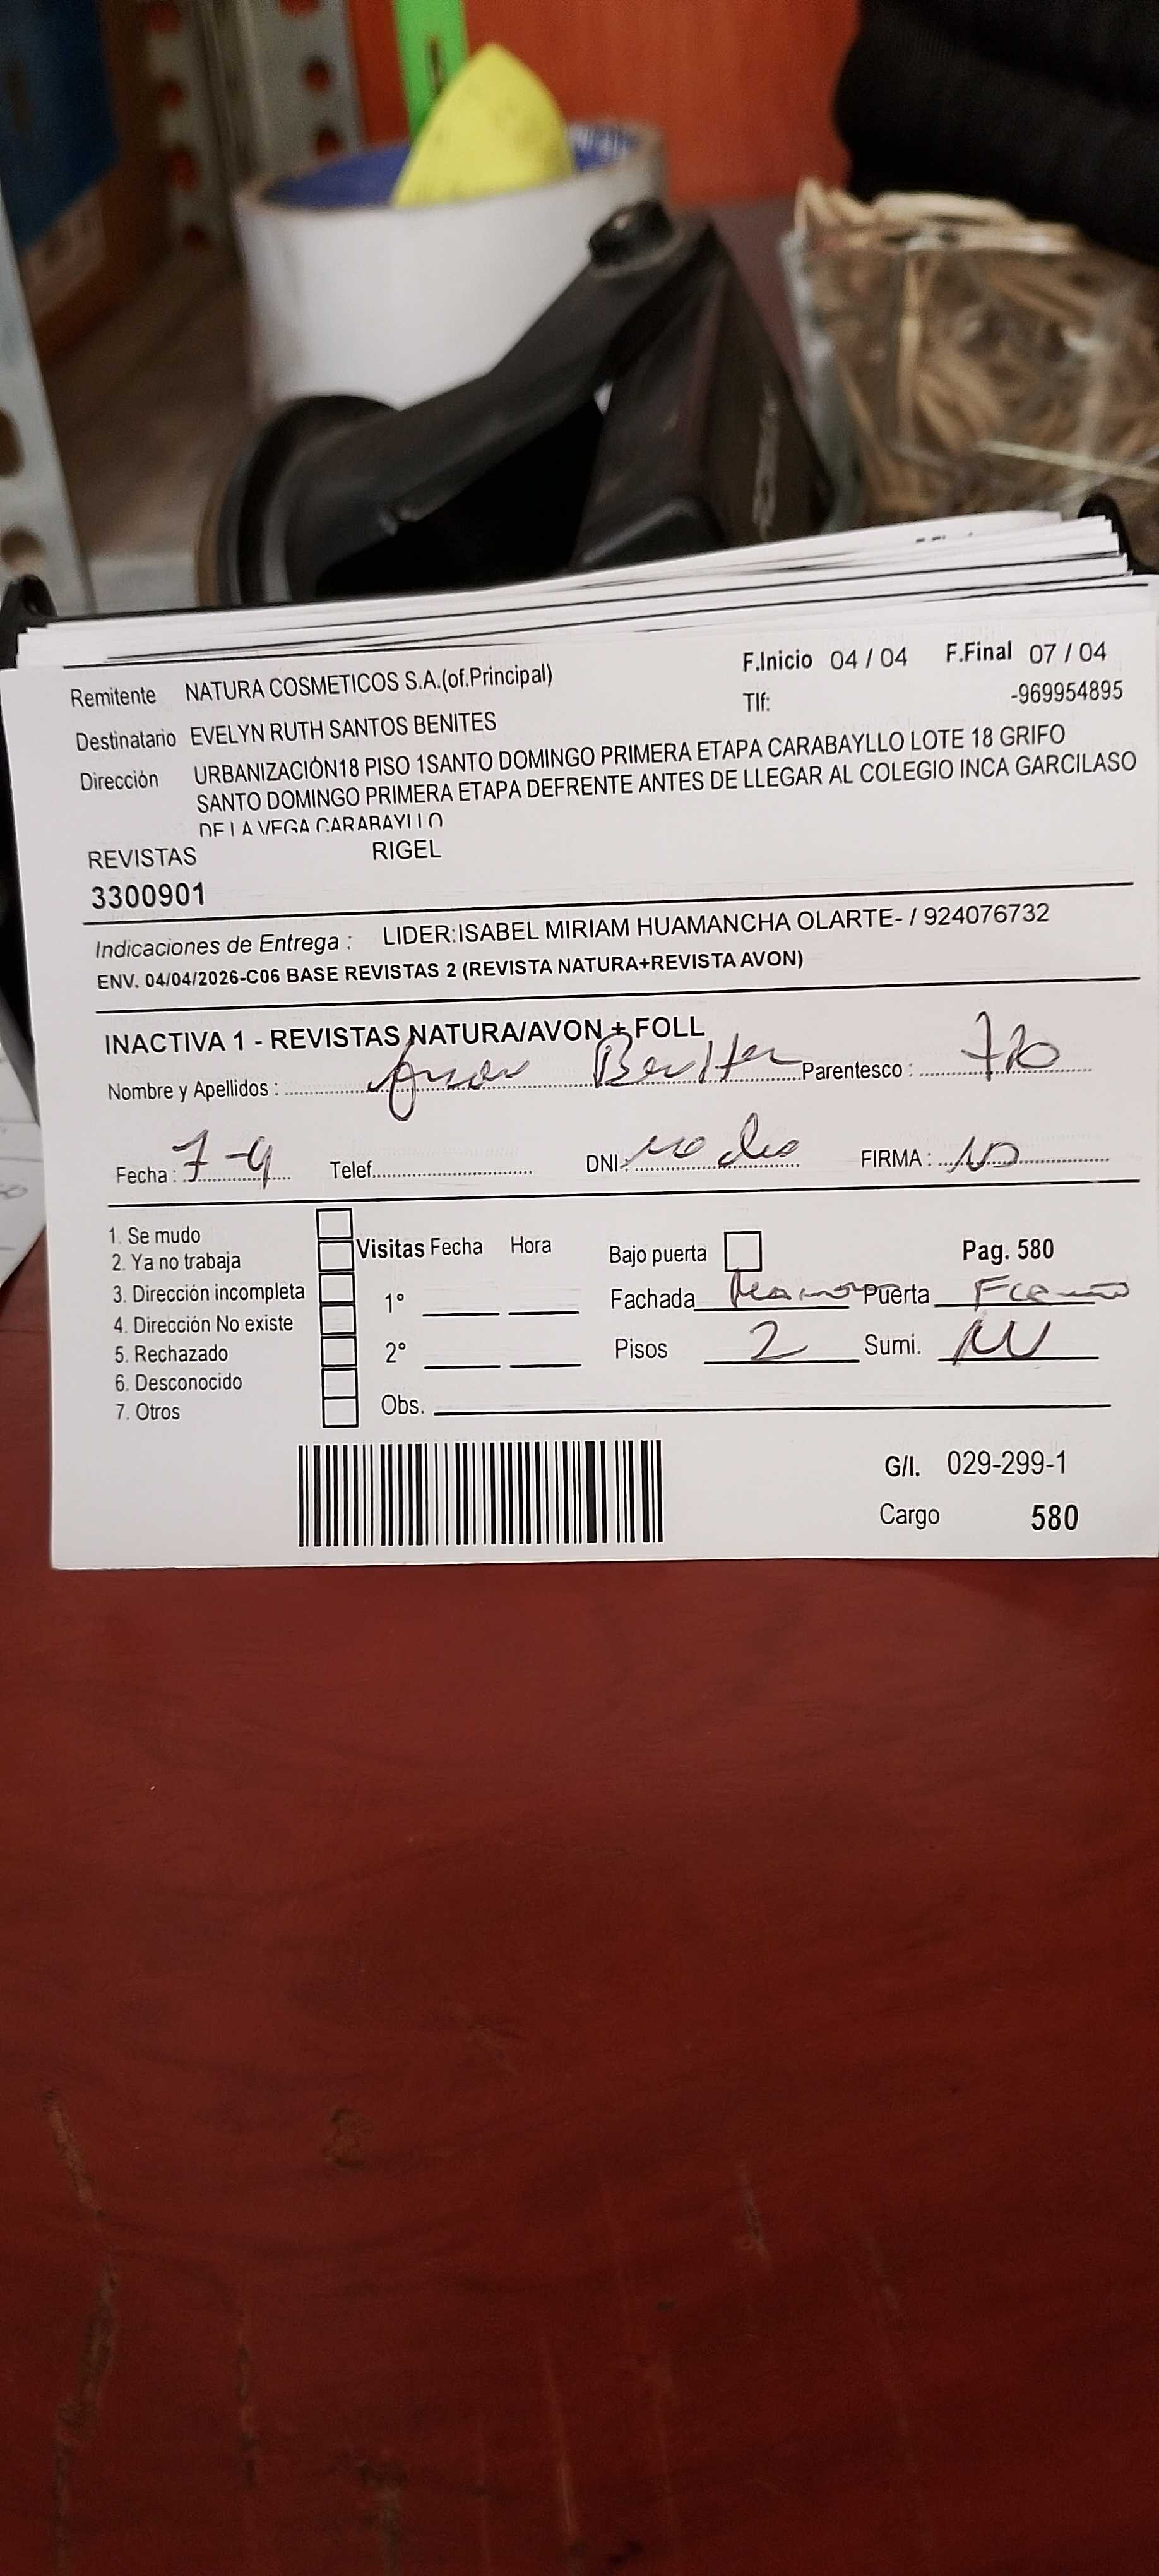 Remitente NATURA COSMETICOS S.A.(of.Principal) F.Inicio 04 / 04 F.Final 07 / 04
Tlf: -969954895
Destinatario EVELYN RUTH SANTOS BENITES
Dirección URBANIZACIÓN18 PISO 1SANTO DOMINGO PRIMERA ETAPA CARABAYLLO LOTE 18 GRIFO
SANTO DOMINGO PRIMERA ETAPA DEFRENTE ANTES DE LLEGAR AL COLEGIO INCA GARCILASO
DE LA VEGA CARABAYLLO
REVISTAS RIGEL
3300901
Indicaciones de Entrega : LIDER:ISABEL MIRIAM HUAMANCHA OLARTE- / 924076732
ENV. 04/04/2026-C06 BASE REVISTAS 2 (REVISTA NATURA+REVISTA AVON)
INACTIVA 1 - REVISTAS NATURA/AVON + FOLL
Nombre y Apellidos : Parentesco :
Fecha : 7-4 Telef. DNI: no dio FIRMA :
1. Se mudo
2. Ya no trabaja
3. Dirección incompleta
4. Dirección No existe
5. Rechazado
6. Desconocido
7. Otros
Visitas Fecha Hora
1°
2°
Obs.
Bajo puerta Pag. 580
Fachada Puerta
Pisos 2 Sumi.
G/I. 029-299-1
Cargo 580